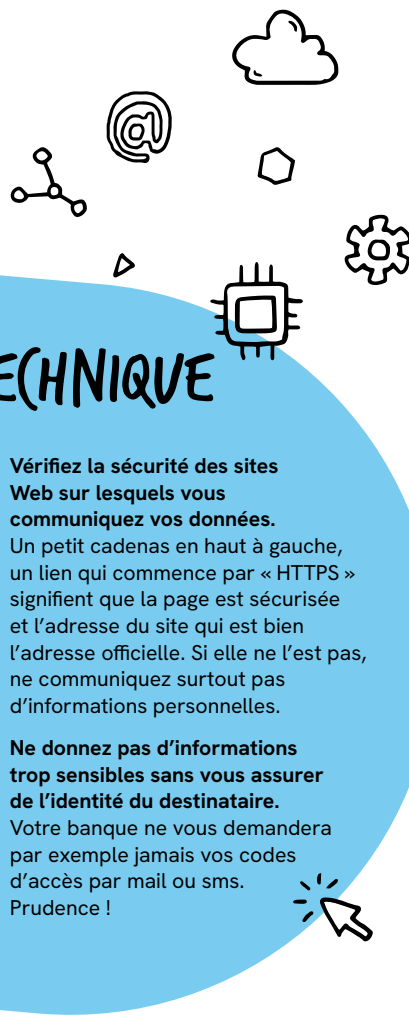 ECHNIQUE
Vérifiez la sécurité des sites
Web sur lesquels vous
communiquez vos données.
Un petit cadenas en haut à gauche,
un lien qui commence par « HTTPS »
signifient que la page est sécurisée
et l’adresse du site qui est bien
l’adresse officielle. Si elle ne l’est pas,
ne communiquez surtout pas
d’informations personnelles.
Ne donnez pas d’informations
trop sensibles sans vous assurer
de l’identité du destinataire.
Votre banque ne vous demandera
par exemple jamais vos codes
d’accès par mail ou sms.
Prudence !